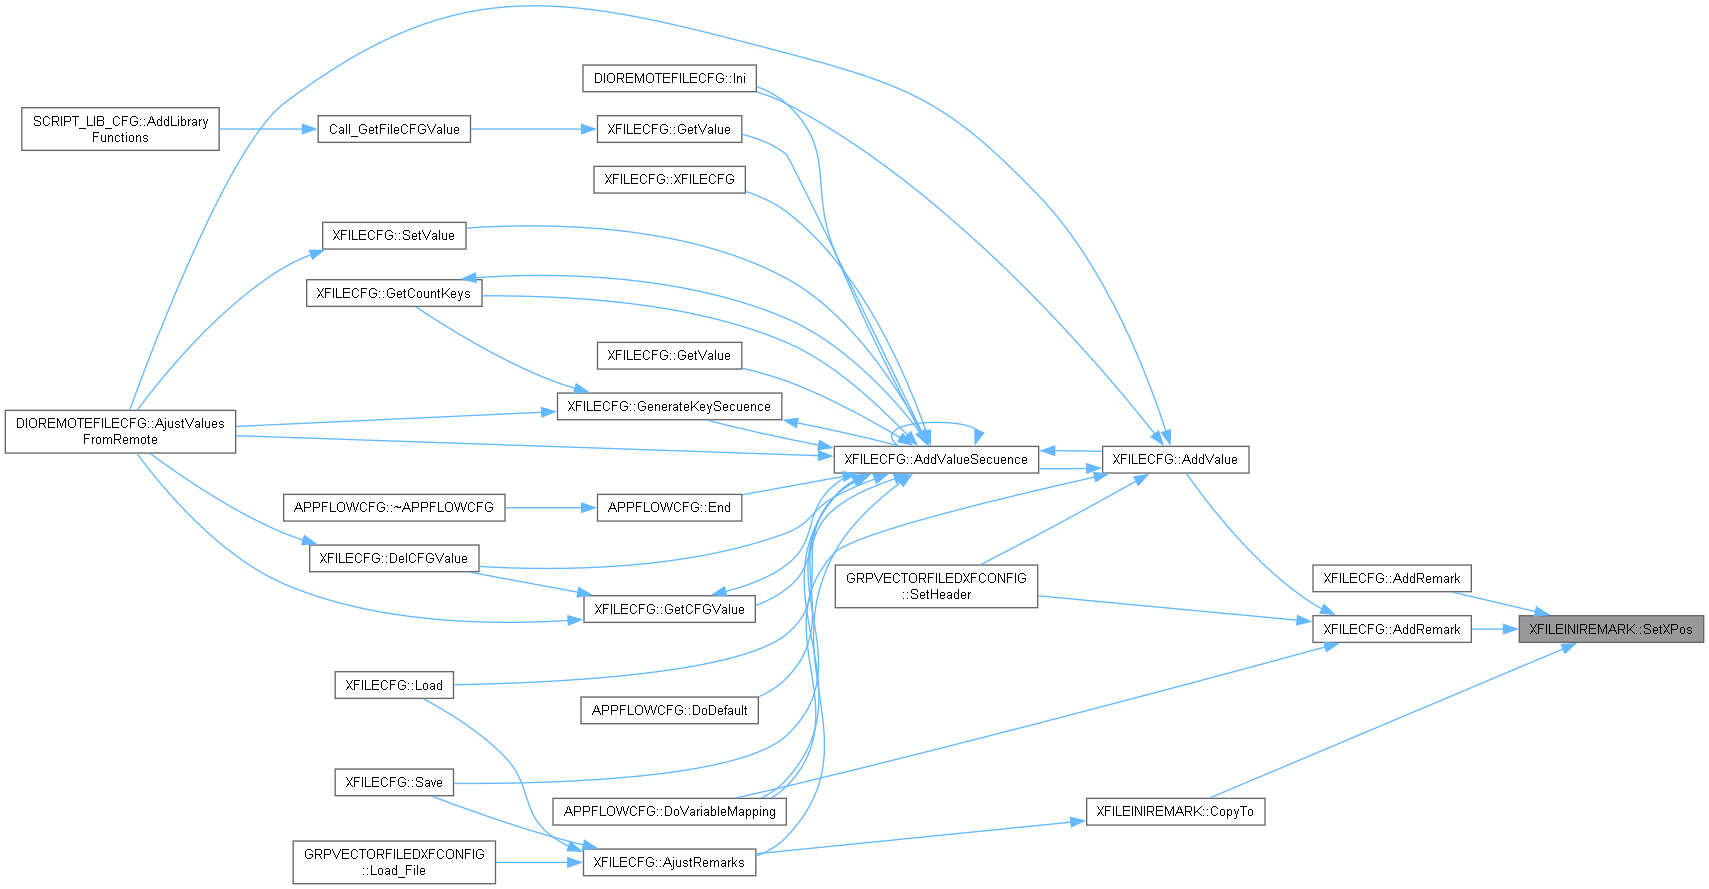 DIOREMOTEFILECFG::Ini
SCRIPT_LIB_CFG::AddLibrary
Functions
Call_GetFileCFGValue
XFILECFG::GetValue
XFILECFG::XFILECFG
XFILECFG::SetValue
XFILECFG::GetCountKeys
XFILECFG::GetValue
XFILECFG::GenerateKeySecuence
DIOREMOTEFILECFG::AjustValues
FromRemote
XFILECFG::AddValueSecuence
XFILECFG::AddValue
APPFLOWCFG::~APPFLOWCFG
APPFLOWCFG::End
XFILECFG::DelCFGValue
XFILECFG::GetCFGValue
GRPVECTORFILEDXFCONFIG
::SetHeader
XFILECFG::AddRemark
XFILECFG::AddRemark
XFILEINIREMARK::SetXPos
XFILECFG::Load
APPFLOWCFG::DoDefault
XFILECFG::Save
APPFLOWCFG::DoVariableMapping
XFILEINIREMARK::CopyTo
GRPVECTORFILEDXFCONFIG
::Load_File
XFILECFG::AjustRemarks